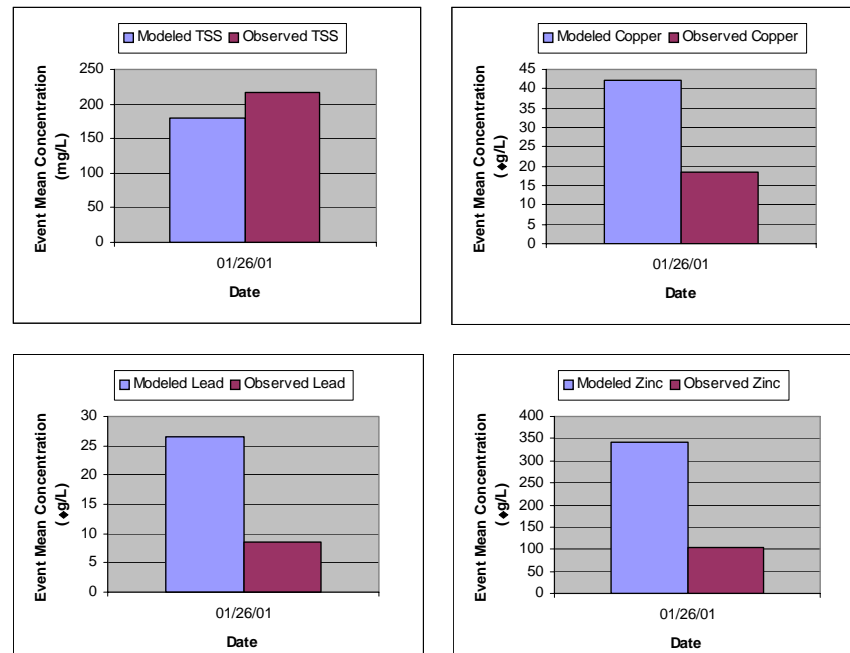 Modeled TSS Observed TSS
250
200
150
100
50
0
Event Mean Concentration
(mg/L)
01/26/01
Date
Modeled Copper Observed Copper
45
40
35
30
25
20
15
10
5
0
Event Mean Concentration
(♦g/L)
01/26/01
Date
Modeled Lead Observed Lead
30
25
20
15
10
5
0
Event Mean Concentration
(♦g/L)
01/26/01
Date
Modeled Zinc Observed Zinc
400
350
300
250
200
150
100
50
0
Event Mean Concentration
(♦g/L)
01/26/01
Date